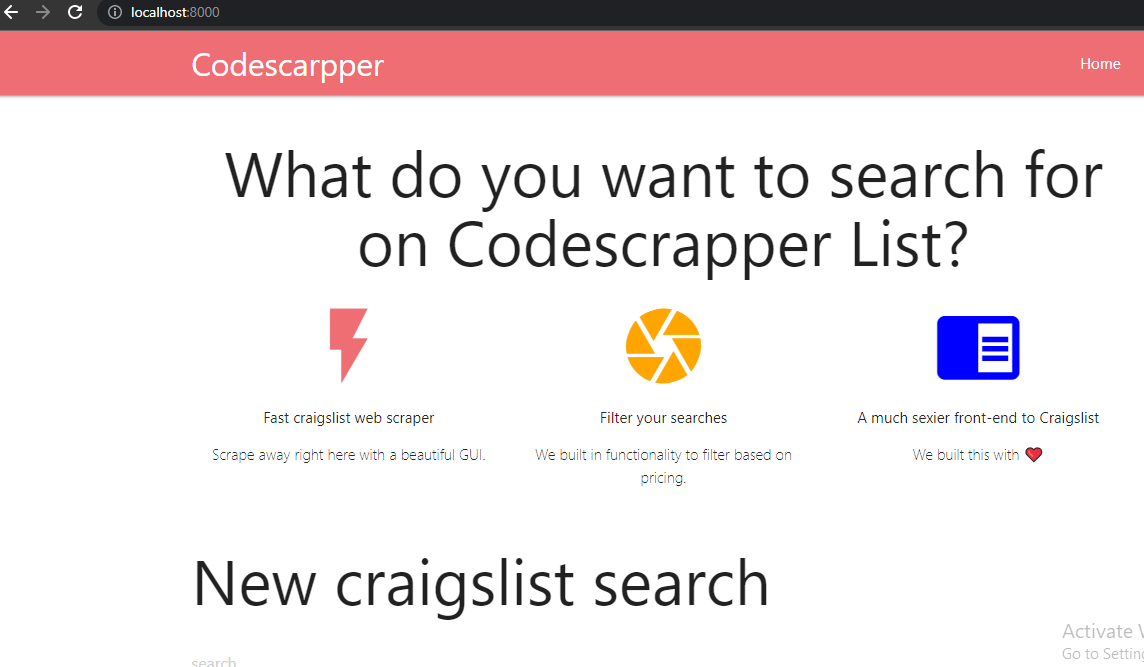 localhost:8000
Codescarpper
Home
What do you want to search for
on Codescrapper List?
Fast craigslist web scraper
Filter your searches
A much sexier front-end to Craigslist
Scrape away right here with a beautiful GUI.
We built in functionality to filter based on
pricing.
We built this with ❤
New craigslist search
search
Activate
Go to Settin